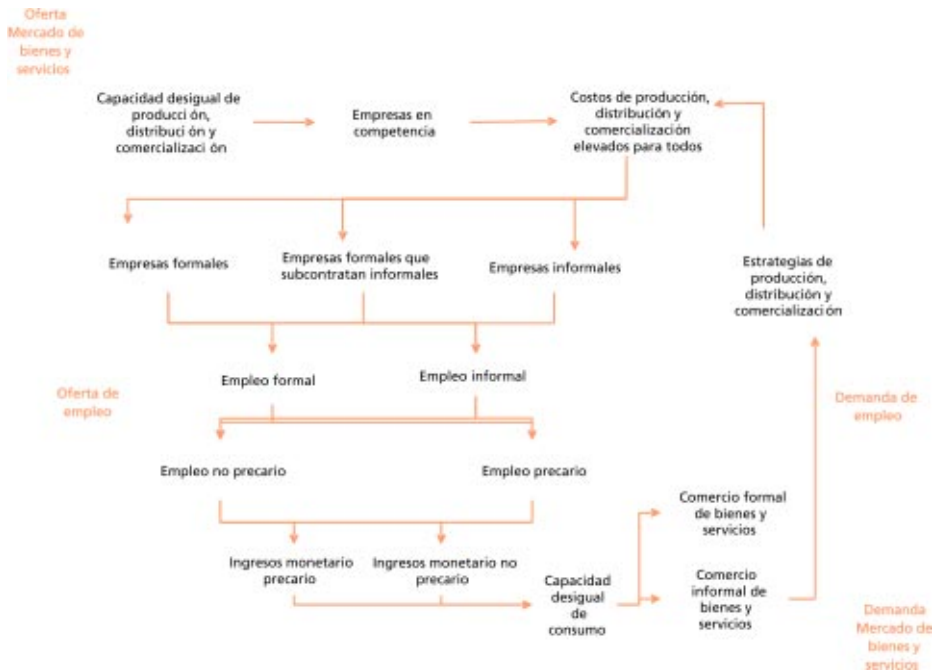 Oferta
Mercado de
bienes y
servicios
Capacidad desigual de
producci ón,
distribuci ón y
comercializaci ón
Empresas en
competencia
Costos de producción,
distribución y
comercialización
elevados para todos
Empresas formales
Empresas formales que
subcontratan informales
Empresas informales
Estrategias de
producción,
distribución y
comercialización
Oferta de
empleo
Empleo formal
Empleo informal
Demanda de
empleo
Empleo no precario
Empleo precario
Comercio formal
de bienes y
servicios
Ingresos monetario
precario
Ingresos monetario no
precario
Capacidad
desigual
de
consumo
Comercio
informal de
bienes y
servicios
Demanda
Mercado de
bienes y
servicios